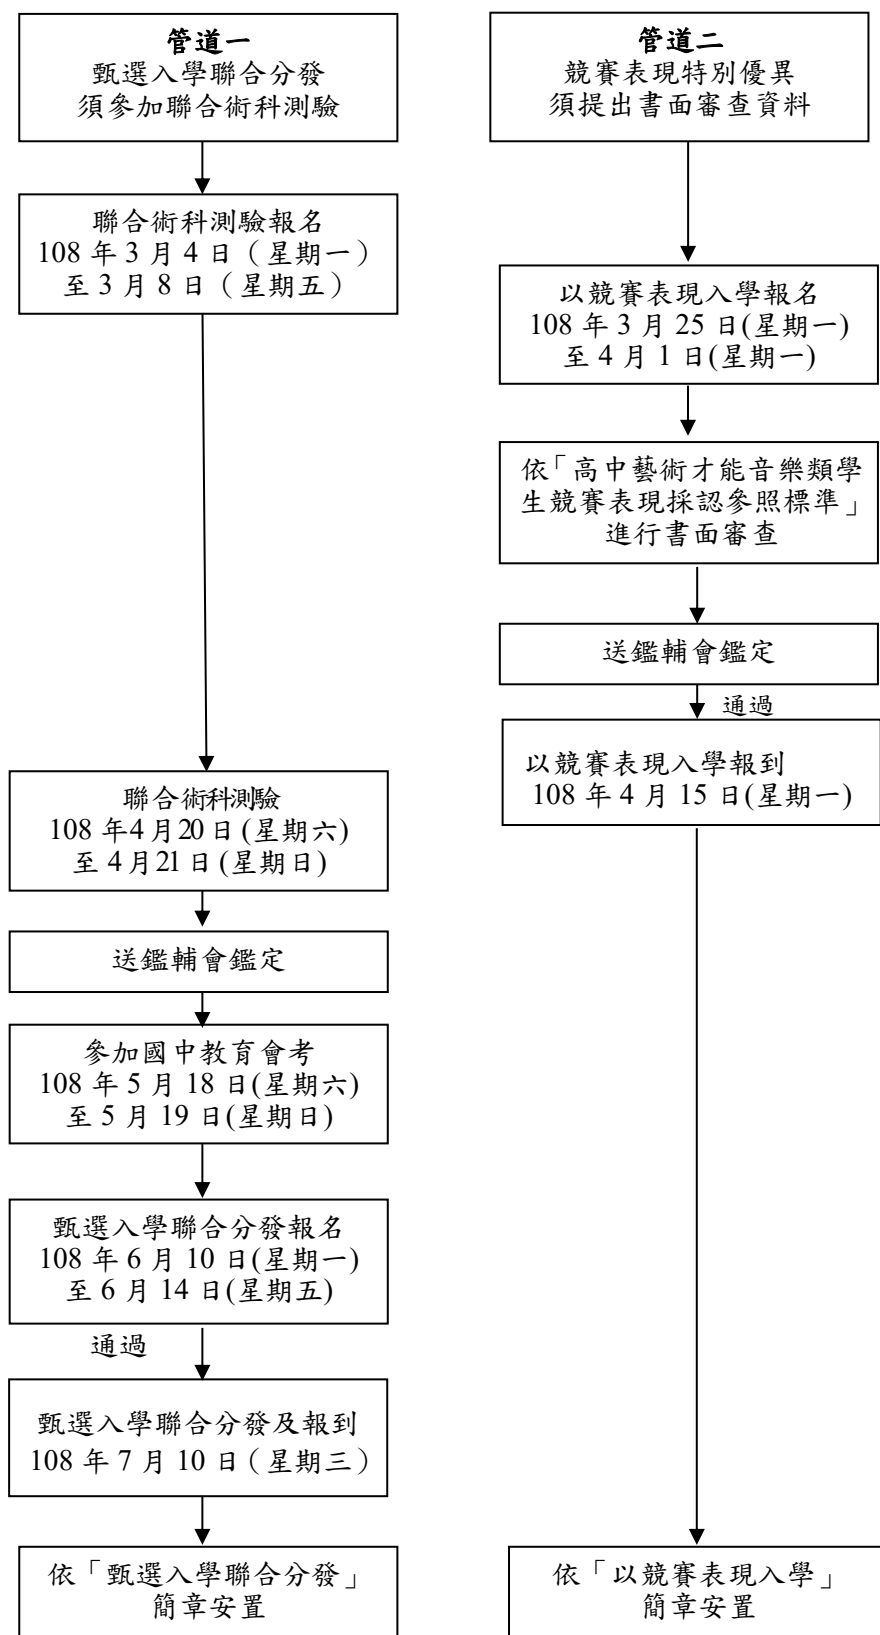 管道一
甄選入學聯合分發
須參加聯合術科測驗
聯合術科測驗報名
108 年 3 月 4 日（星期一）
至 3 月 8 日（星期五）
聯合術科測驗
108 年4月20日(星期六)
至 4月21日(星期日)
送鑑輔會鑑定
參加國中教育會考
108 年 5 月 18 日(星期六)
至 5 月 19 日(星期日)
甄選入學聯合分發報名
108 年 6 月 10 日(星期一)
至 6 月 14 日(星期五)
通過
甄選入學聯合分發及報到
108 年 7 月 10 日（星期三）
依「甄選入學聯合分發」
簡章安置
管道二
競賽表現特別優異
須提出書面審查資料
以競賽表現入學報名
108 年 3 月 25 日(星期一)
至 4 月 1 日(星期一)
依「高中藝術才能音樂類學
生競賽表現採認參照標準」
進行書面審查
送鑑輔會鑑定
通過
以競賽表現入學報到
108 年 4 月 15 日(星期一)
依「以競賽表現入學」
簡章安置